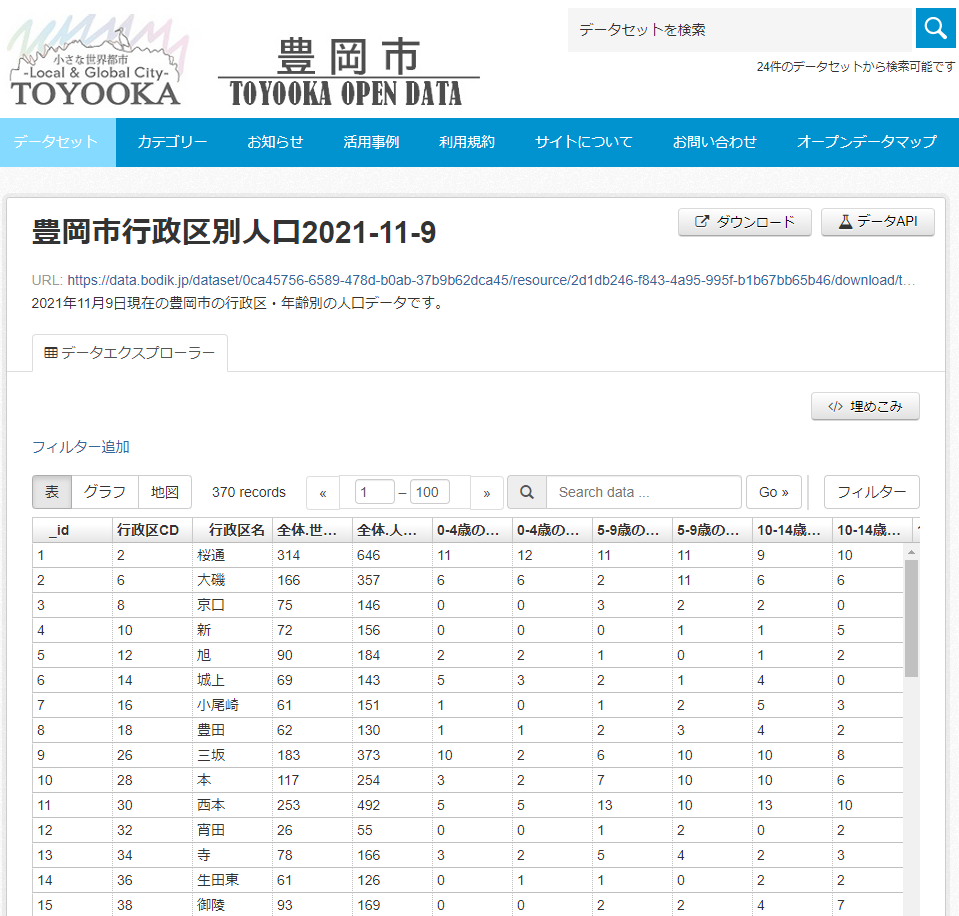 小さな世界都市
-Local & Global City-
TOYOOKA
豊岡市
TOYOOKA OPEN DATA
データセットを検索
24件のデータセットから検索可能です
データセット カテゴリー お知らせ 活用事例 利用規約 サイトについて お問い合わせ オープンデータマップ
豊岡市行政区別人口2021-11-9
ダウンロード データAPI
URL: https://data.bodik.jp/dataset/0ca45756-6589-478d-b0ab-37b9b62dca45/resource/2d1db246-f843-4a95-995f-b1b67bb65b46/download/t…
2021年11月9日現在の豊岡市の行政区・年齢別の人口データです。
データエクスプローラー
</> 埋めこみ
フィルター追加
表 グラフ 地図 370 records « 1 – 100 » Search data ... Go » フィルター
_id 行政区CD 行政区名 全体.世… 全体.人… 0-4歳の… 0-4歳の… 5-9歳の… 5-9歳の… 10-14歳… 10-14歳…
1 2 桜通 314 646 11 12 11 11 9 10
2 6 大磯 166 357 6 6 2 11 6 6
3 8 京口 75 146 0 0 3 2 2 0
4 10 新 72 156 0 0 0 1 1 5
5 12 旭 90 184 2 2 1 0 1 2
6 14 城上 69 143 5 3 2 1 4 0
7 16 小尾崎 61 151 1 0 1 2 5 3
8 18 豊田 62 130 1 1 2 3 4 2
9 26 三坂 183 373 10 2 6 10 10 8
10 28 本 117 254 3 2 7 10 10 6
11 30 西本 253 492 5 5 13 10 13 10
12 32 宵田 26 55 0 0 1 2 0 2
13 34 寺 78 166 3 2 5 4 2 3
14 36 生田東 61 126 0 1 1 0 2 2
15 38 御陵 93 169 0 0 2 2 4 7